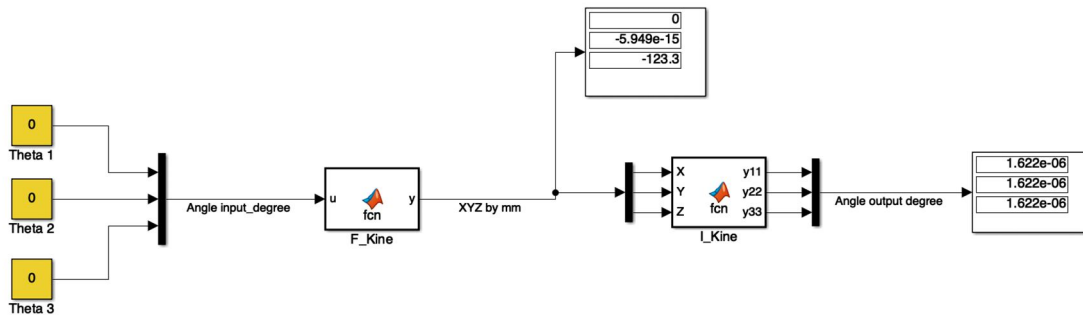 0
-5.949e-15
-123.3
0
Theta 1
0
Theta 2
0
Theta 3
Angle input_degree
u
fcn
y
F_Kine
XYZ by mm
X
Y
Z
fcn
y11
y22
y33
I_Kine
Angle output degree
1.622e-06
1.622e-06
1.622e-06